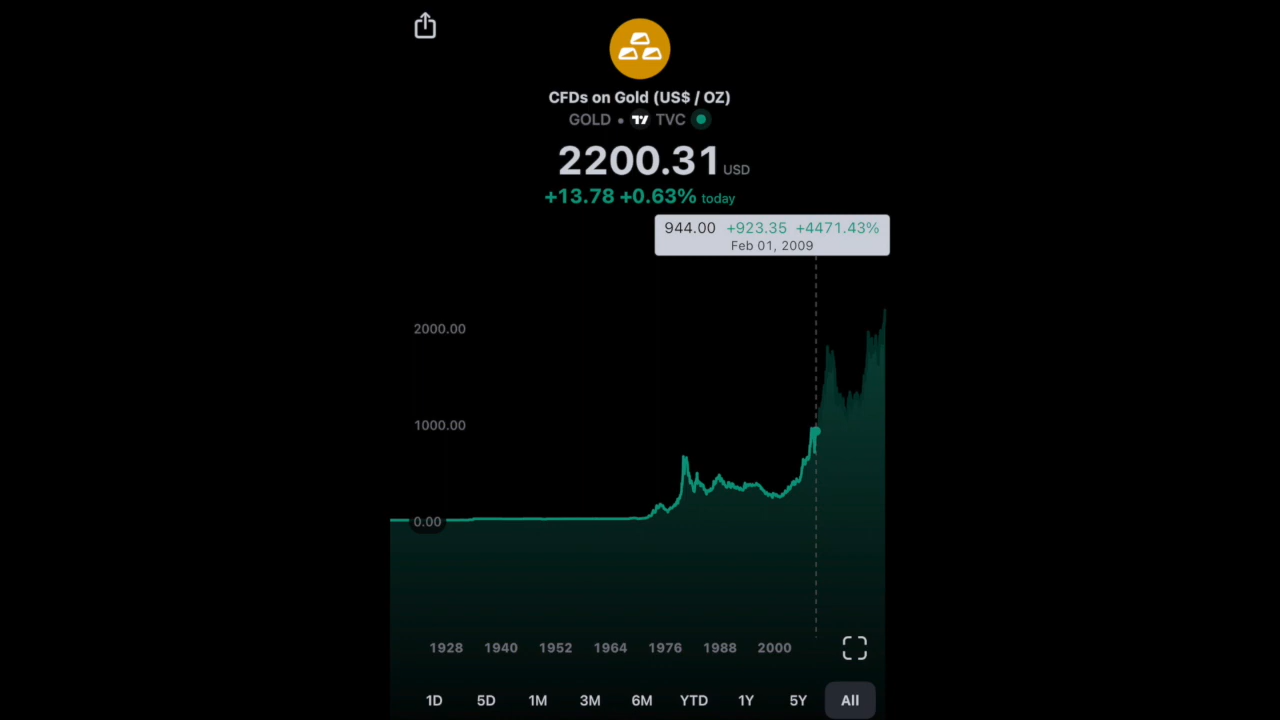 CFDs on Gold (US$ / OZ)
GOLD • TV TVC
2200.31 USD
+13.78 +0.63% today
944.00 +923.35 +4471.43%
Feb 01, 2009
2000.00
1000.00
0.00
1928 1940 1952 1964 1976 1988 2000
1D 5D 1M 3M 6M YTD 1Y 5Y All